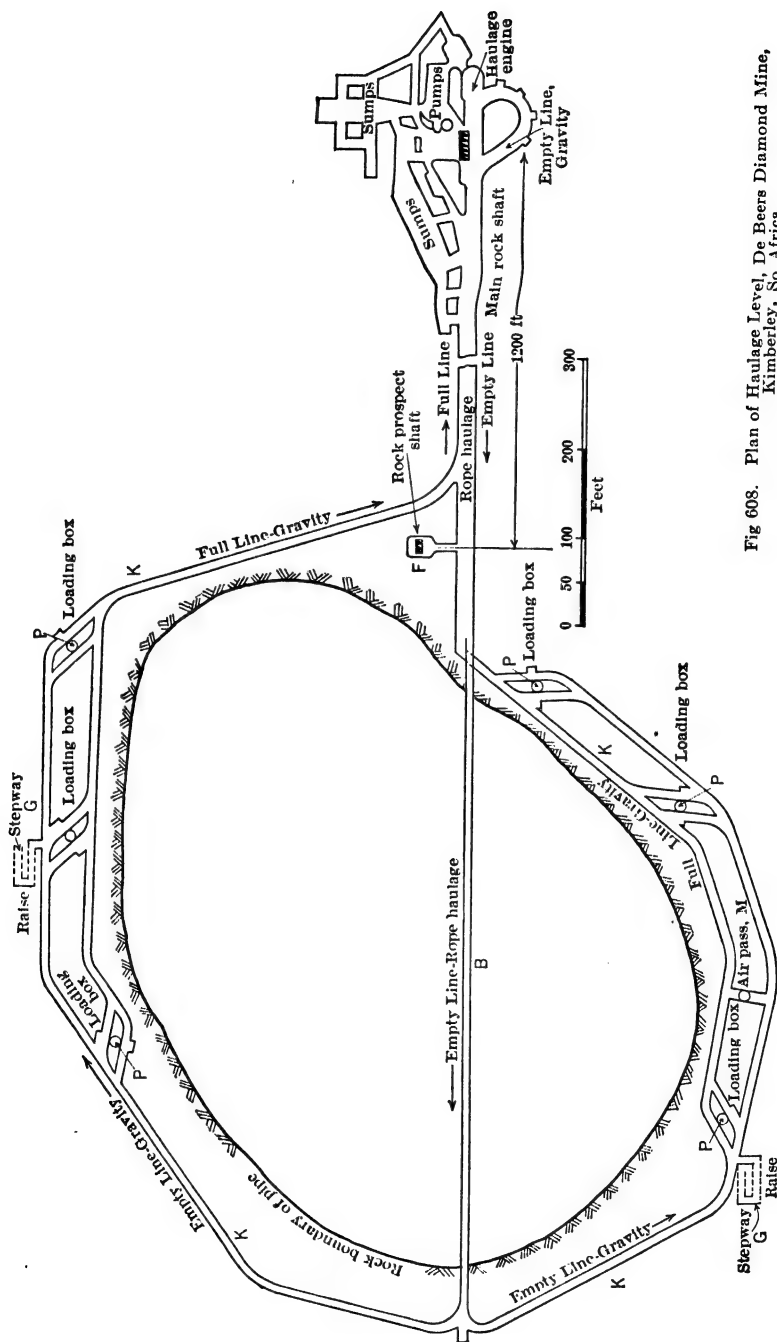 Sumps
Pumps
Haulage
engine
Empty Line,
Gravity
Sumps
Main rock shaft
Full Line
Empty Line
1200 ft
Rope haulage
Rock prospect
shaft
F
Full Line-Gravity
K
Loading box
P
Loading box
Stepway
G
Raise
Loading
box
P
Empty Line-Gravity
K
Rock boundary of pipe
Empty Line-Rope haulage
B
Loading box
P
K
Full Line-Gravity
Loading box
P
Air pass, M
Loading box
P
Stepway
G
Raise
Empty Line-Gravity
K
0 50 100 200 300
Feet
Fig 608. Plan of Haulage Level, De Beers Diamond Mine,
Kimberley, So. Africa